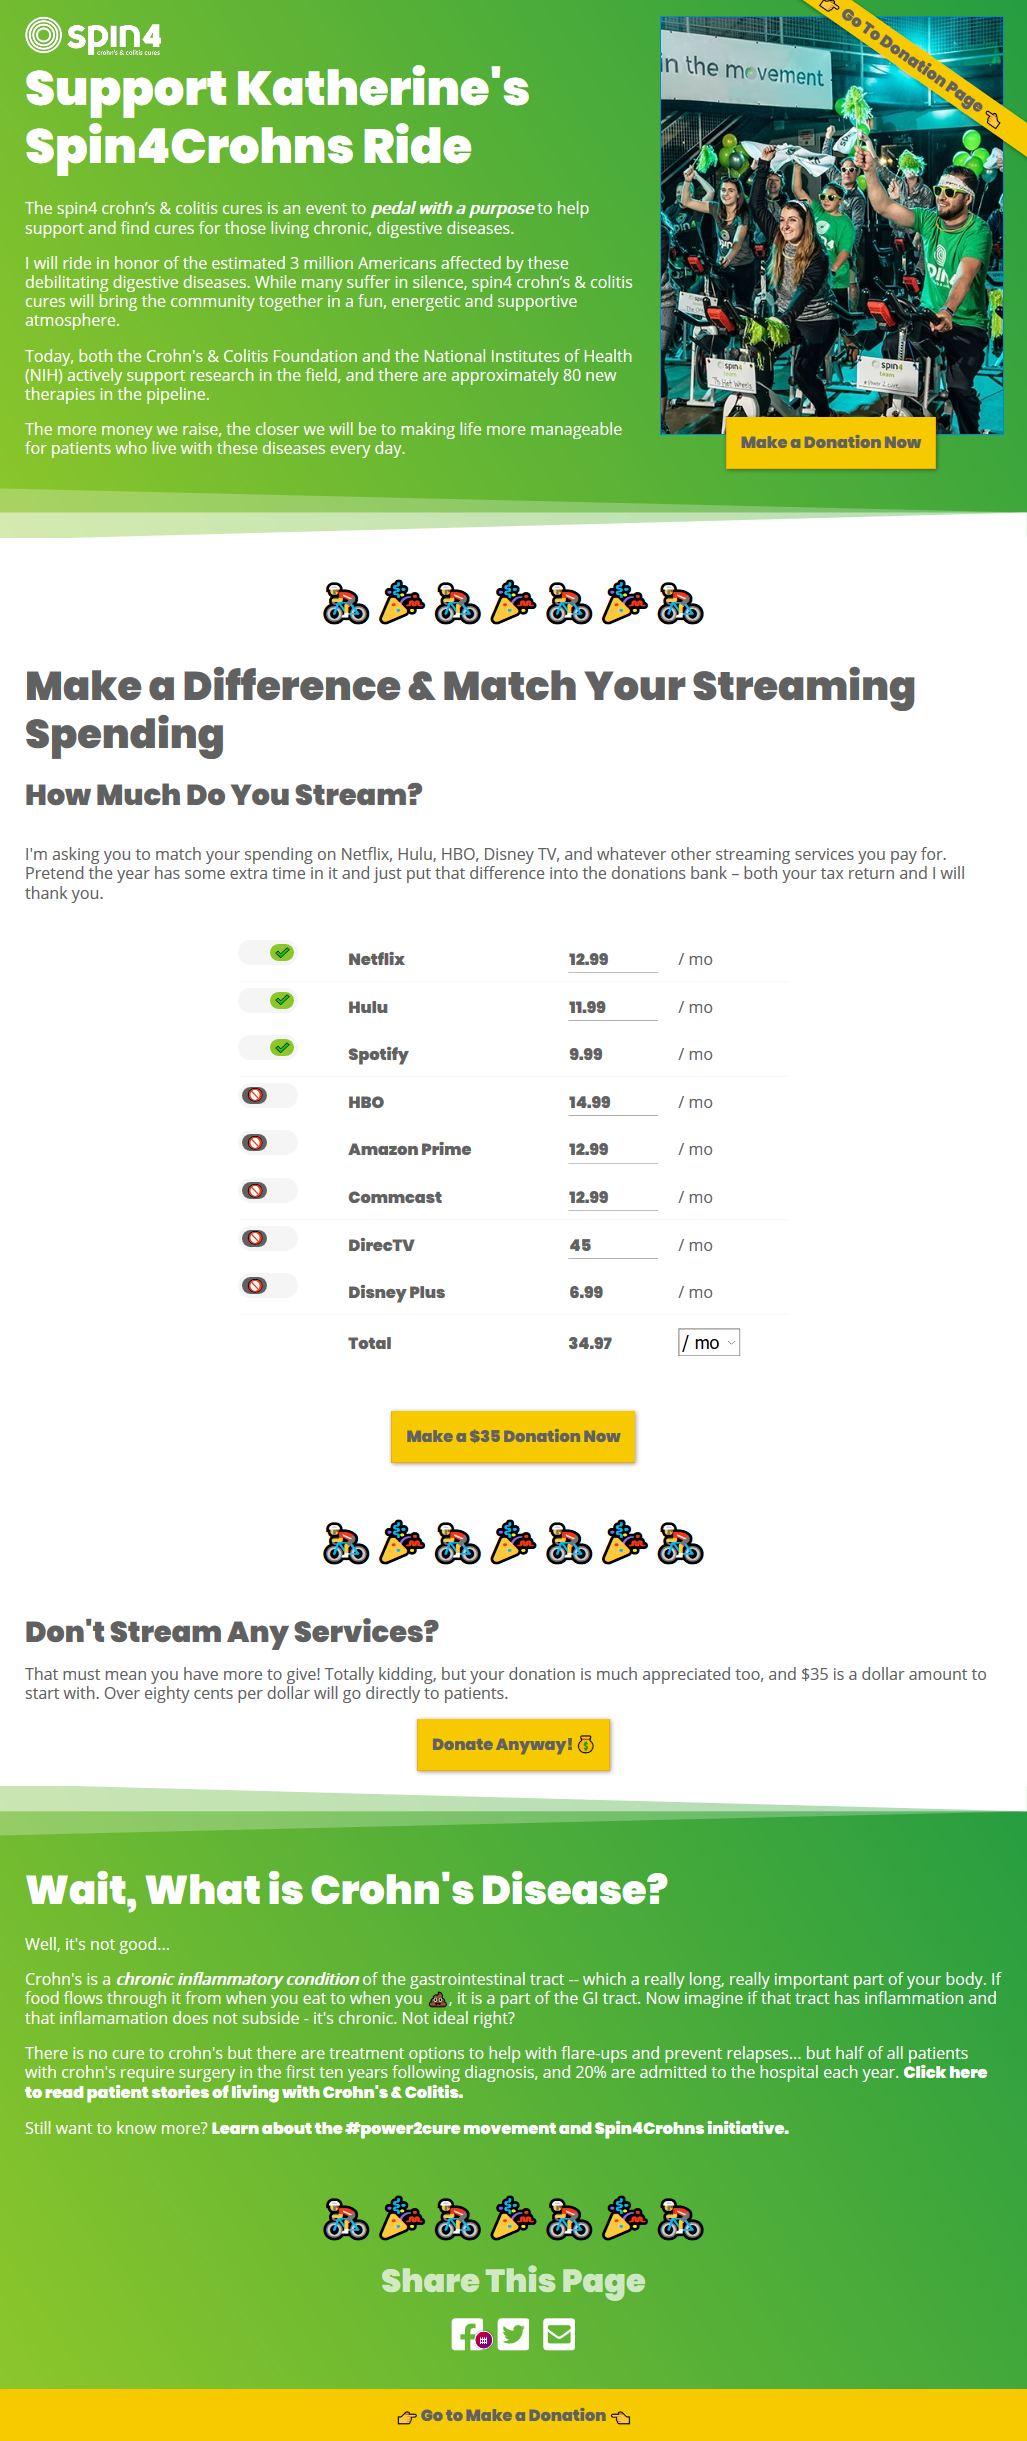 spin4
crohn's & colitis cures
Support Katherine's
Spin4Crohns Ride
The spin4 crohn's & colitis cures is an event to pedal with a purpose to help
support and find cures for those living chronic, digestive diseases.
I will ride in honor of the estimated 3 million Americans affected by these
debilitating digestive diseases. While many suffer in silence, spin4 crohn's & colitis
cures will bring the community together in a fun, energetic and supportive
atmosphere.
Today, both the Crohn's & Colitis Foundation and the National Institutes of Health
(NIH) actively support research in the field, and there are approximately 80 new
therapies in the pipeline.
The more money we raise, the closer we will be to making life more manageable
for patients who live with these diseases every day.
Go To Donation Page
in the movement
spin4
team
spin4
team
Make a Donation Now
Make a Difference & Match Your Streaming
Spending
How Much Do You Stream?
I'm asking you to match your spending on Netflix, Hulu, HBO, Disney TV, and whatever other streaming services you pay for.
Pretend the year has some extra time in it and just put that difference into the donations bank – both your tax return and I will
thank you.
Netflix 12.99 / mo
Hulu 11.99 / mo
Spotify 9.99 / mo
HBO 14.99 / mo
Amazon Prime 12.99 / mo
Commcast 12.99 / mo
DirecTV 45 / mo
Disney Plus 6.99 / mo
Total 34.97 / mo
Make a $35 Donation Now
Don't Stream Any Services?
That must mean you have more to give! Totally kidding, but your donation is much appreciated too, and $35 is a dollar amount to
start with. Over eighty cents per dollar will go directly to patients.
Donate Anyway!
Wait, What is Crohn's Disease?
Well, it's not good...
Crohn's is a chronic inflammatory condition of the gastrointestinal tract -- which a really long, really important part of your body. If
food flows through it from when you eat to when you 💩, it is a part of the GI tract. Now imagine if that tract has inflammation and
that inflamamation does not subside - it's chronic. Not ideal right?
There is no cure to crohn's but there are treatment options to help with flare-ups and prevent relapses... but half of all patients
with crohn's require surgery in the first ten years following diagnosis, and 20% are admitted to the hospital each year. Click here
to read patient stories of living with Crohn's & Colitis.
Still want to know more? Learn about the #power2cure movement and Spin4Crohns initiative.
Share This Page
Go to Make a Donation